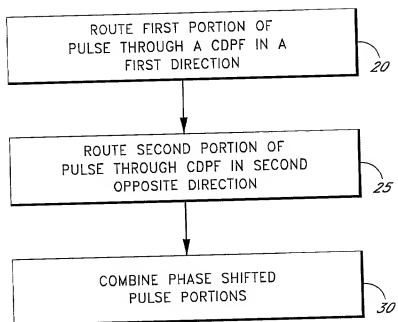 ROUTE FIRST PORTION OF
PULSE THROUGH A CDPF IN A
FIRST DIRECTION
20
ROUTE SECOND PORTION OF
PULSE THROUGH CDPF IN SECOND
OPPOSITE DIRECTION
25
COMBINE PHASE SHIFTED
PULSE PORTIONS
30